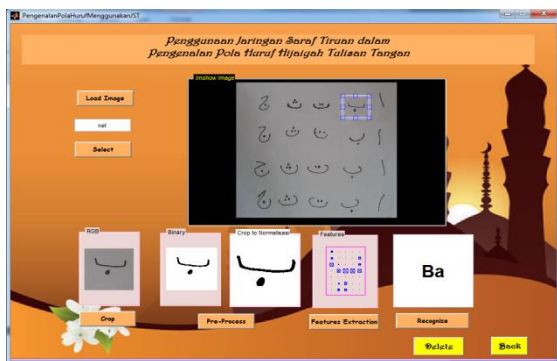 PengenalanPolaHurufMenggunakanJST
Penggunaan Jaringan Saraf Tiruan dalam
Pengenalan Pola Huruf Hijaiyah Tulisan Tangan
Imshow Image
Load Image
net
Select
ا ب ت ث ج
ا ب ت ث ج
ا ب ت ث ج
ا ب ت ث ج
RGB
Binary
Crop to Normalisasi
Features
ب
ب
ب
Ba
Crop
Pre-Process
Features Extraction
Recognize
Delete
Back